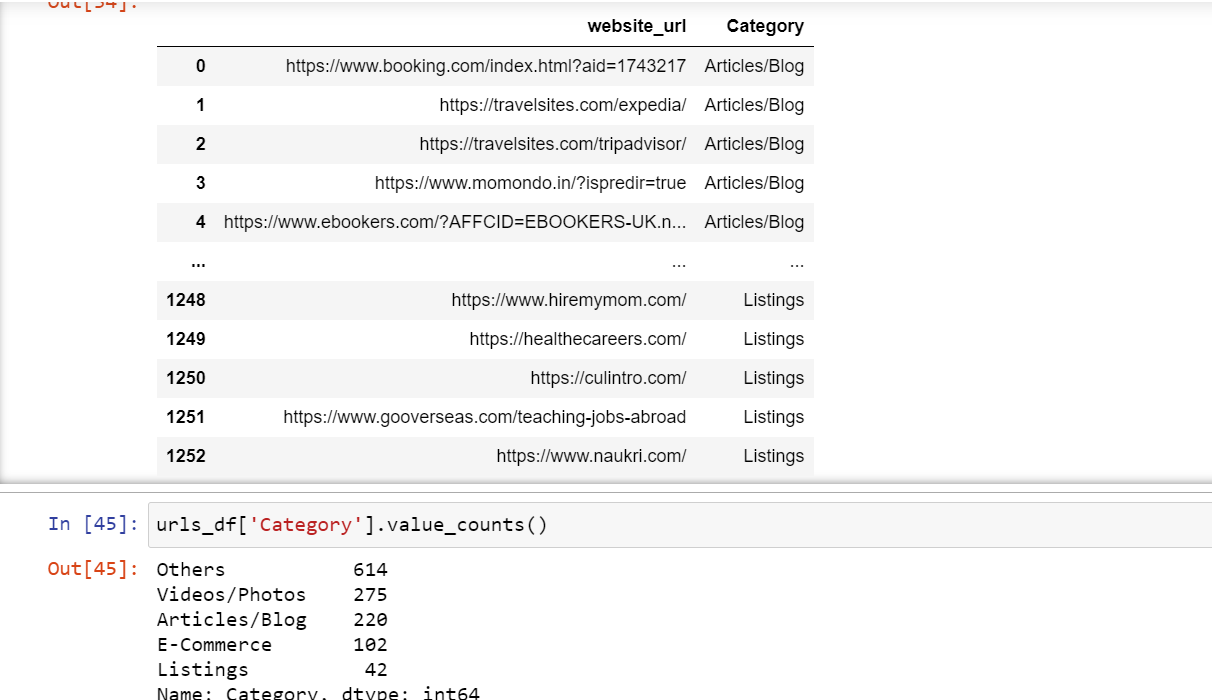 Out[54]:
website_url Category
0 https://www.booking.com/index.html?aid=1743217 Articles/Blog
1 https://travelsites.com/expedia/ Articles/Blog
2 https://travelsites.com/tripadvisor/ Articles/Blog
3 https://www.momondo.in/?ispredir=true Articles/Blog
4 https://www.ebookers.com/?AFFCID=EBOOKERS-UK.n... Articles/Blog
... ... ...
1248 https://www.hiremymom.com/ Listings
1249 https://healthecareers.com/ Listings
1250 https://culintro.com/ Listings
1251 https://www.gooverseas.com/teaching-jobs-abroad Listings
1252 https://www.naukri.com/ Listings
In [45]: urls_df['Category'].value_counts()
Out[45]: Others 614
Videos/Photos 275
Articles/Blog 220
E-Commerce 102
Listings 42
Name: Category, dtype: int64